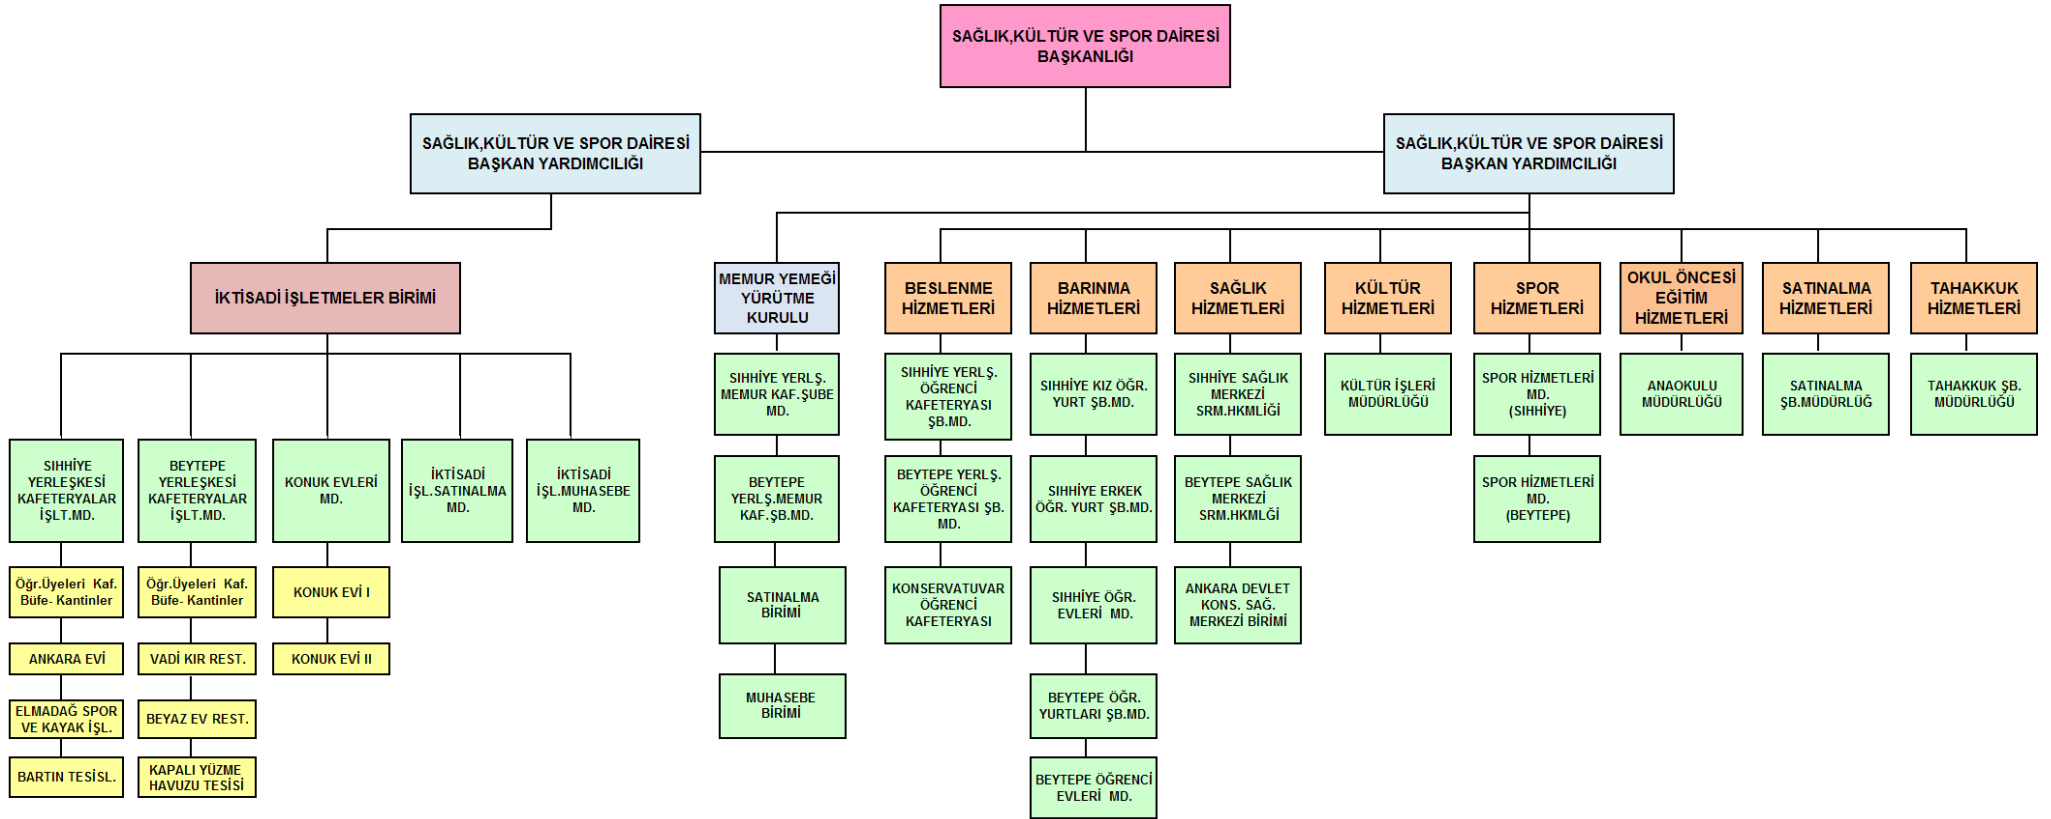 SAĞLIK,KÜLTÜR VE SPOR DAİRESİ
BAŞKANLIĞI
SAĞLIK,KÜLTÜR VE SPOR DAİRESİ
BAŞKAN YARDIMCILIĞI
SAĞLIK,KÜLTÜR VE SPOR DAİRESİ
BAŞKAN YARDIMCILIĞI
İKTİSADİ İŞLETMELER BİRİMİ
MEMUR YEMEĞİ
YÜRÜTME
KURULU
BESLENME
HİZMETLERİ
BARINMA
HİZMETLERİ
SAĞLIK
HİZMETLERİ
KÜLTÜR
HİZMETLERİ
SPOR
HİZMETLERİ
OKUL ÖNCESİ
EĞİTİM
HİZMETLERİ
SATINALMA
HİZMETLERİ
TAHAKKUK
HİZMETLERİ
SIHHİYE
YERLEŞKESİ
KAFETERYALAR
İŞLT.MD.
BEYTEPE
YERLEŞKESİ
KAFETERYALAR
İŞLT.MD.
KONUK EVLERİ
MD.
İKTİSADİ
İŞL.SATINALMA
MD.
İKTİSADİ
İŞL.MUHASEBE
MD.
Öğr.Üyeleri Kaf.
Büfe- Kantinler
ANKARA EVİ
ELMADAĞ SPOR
VE KAYAK İŞL.
BARTIN TESİSL.
Öğr.Üyeleri Kaf.
Büfe- Kantinler
VADİ KIR REST.
BEYAZ EV REST.
KAPALI YÜZME
HAVUZU TESİSİ
KONUK EVİ I
KONUK EVİ II
SIHHİYE YERLŞ.
MEMUR KAF.ŞUBE
MD.
BEYTEPE
YERLŞ.MEMUR
KAF.ŞB.MD.
SATINALMA
BİRİMİ
MUHASEBE
BİRİMİ
SIHHİYE YERLŞ.
ÖĞRENCİ
KAFETERYASI
ŞB.MD.
BEYTEPE YERLŞ.
ÖĞRENCİ
KAFETERYASI ŞB.
MD.
KONSERVATUVAR
ÖĞRENCİ
KAFETERYASI
SIHHİYE KIZ ÖĞR.
YURT ŞB.MD.
SIHHİYE ERKEK
ÖĞR. YURT ŞB.MD.
SIHHİYE ÖĞR.
EVLERİ MD.
BEYTEPE ÖĞR.
YURTLARI ŞB.MD.
BEYTEPE ÖĞRENCİ
EVLERİ MD.
SIHHİYE SAĞLIK
MERKEZİ
SRM.HKMLİĞİ
BEYTEPE SAĞLIK
MERKEZİ
SRM.HKMLĞİ
ANKARA DEVLET
KONS. SAĞ.
MERKEZİ BİRİMİ
KÜLTÜR İŞLERİ
MÜDÜRLÜĞÜ
SPOR HİZMETLERİ
MD.
(SIHHİYE)
SPOR HİZMETLERİ
MD.
(BEYTEPE)
ANAOKULU
MÜDÜRLÜĞÜ
SATINALMA
ŞB.MÜDÜRLÜĞ
TAHAKKUK ŞB.
MÜDÜRLÜĞÜ